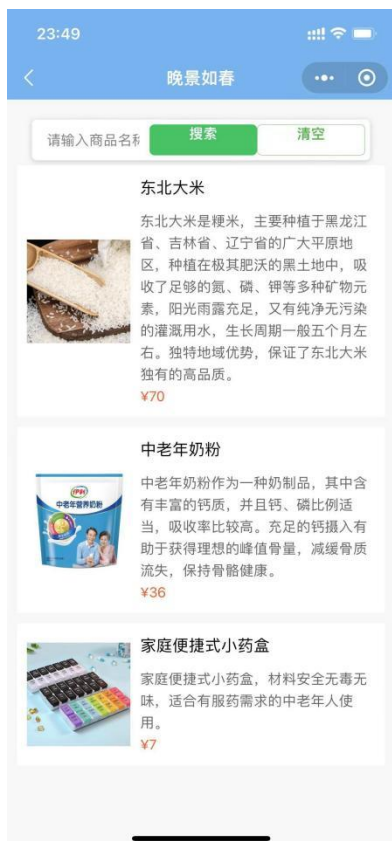 23:49
晚景如春
请输入商品名称
搜索
清空
东北大米
东北大米是粳米，主要种植于黑龙江
省、吉林省、辽宁省的广大平原地
区，种植在极其肥沃的黑土地中，吸
收了足够的氮、磷、钾等多种矿物元
素，阳光雨露充足，又有纯净无污染
的灌溉用水，生长周期一般五个月左
右。独特地域优势，保证了东北大米
独有的高品质。
¥70
中老年奶粉
中老年奶粉作为一种奶制品，其中含
有丰富的钙质，并且钙、磷比例适
当，吸收率比较高。充足的钙摄入有
助于获得理想的峰值骨量，减缓骨质
流失，保持骨骼健康。
¥36
伊利
中老年营养奶粉
家庭便捷式小药盒
家庭便捷式小药盒，材料安全无毒无
味，适合有服药需求的中老年人使
用。
¥7